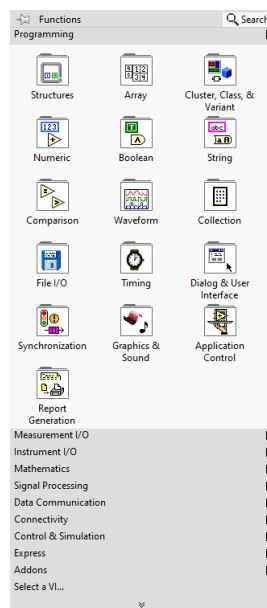 Functions
Search
Programming
Structures
Array
Cluster, Class, &
Variant
123
Numeric
Boolean
abc
a A
String
Comparison
Waveform
Collection
File I/O
Timing
Dialog & User
Interface
Synchronization
Graphics &
Sound
Application
Control
Report
Generation
Measurement I/O
Instrument I/O
Mathematics
Signal Processing
Data Communication
Connectivity
Control & Simulation
Express
Addons
Select a VI...